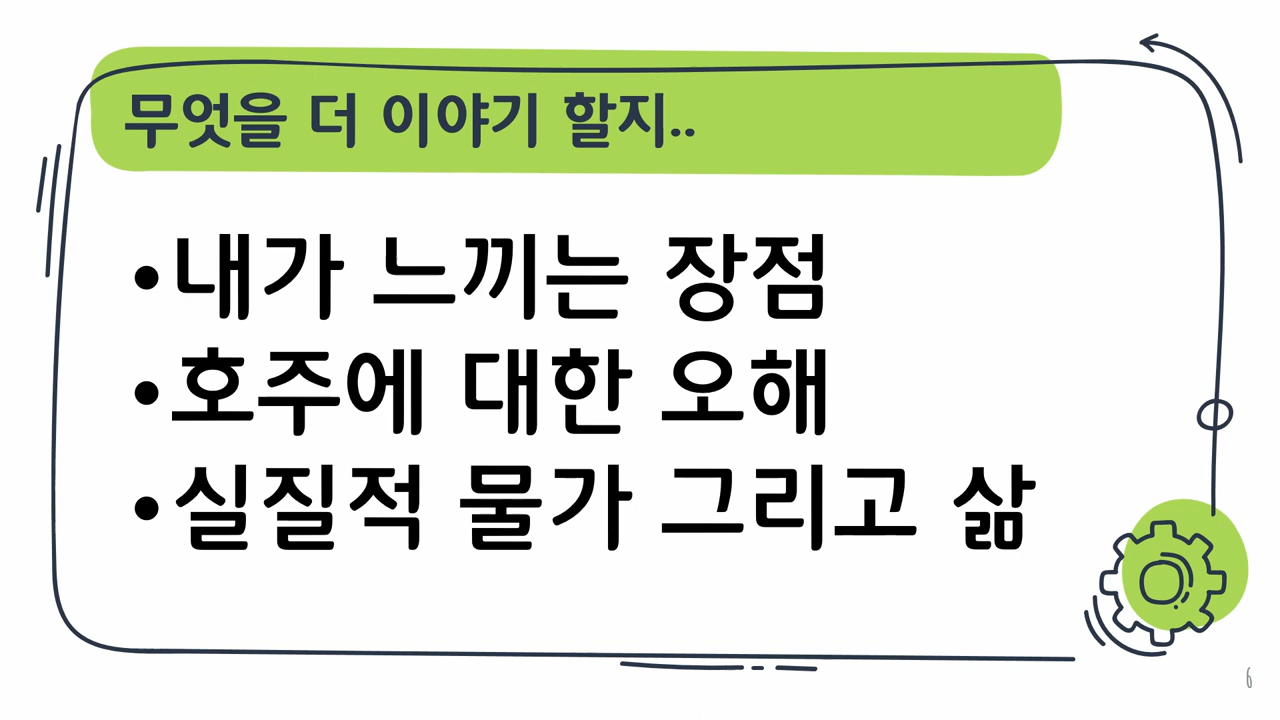 무엇을 더 이야기 할지..
•내가 느끼는 장점
•호주에 대한 오해
•실질적 물가 그리고 삶
6